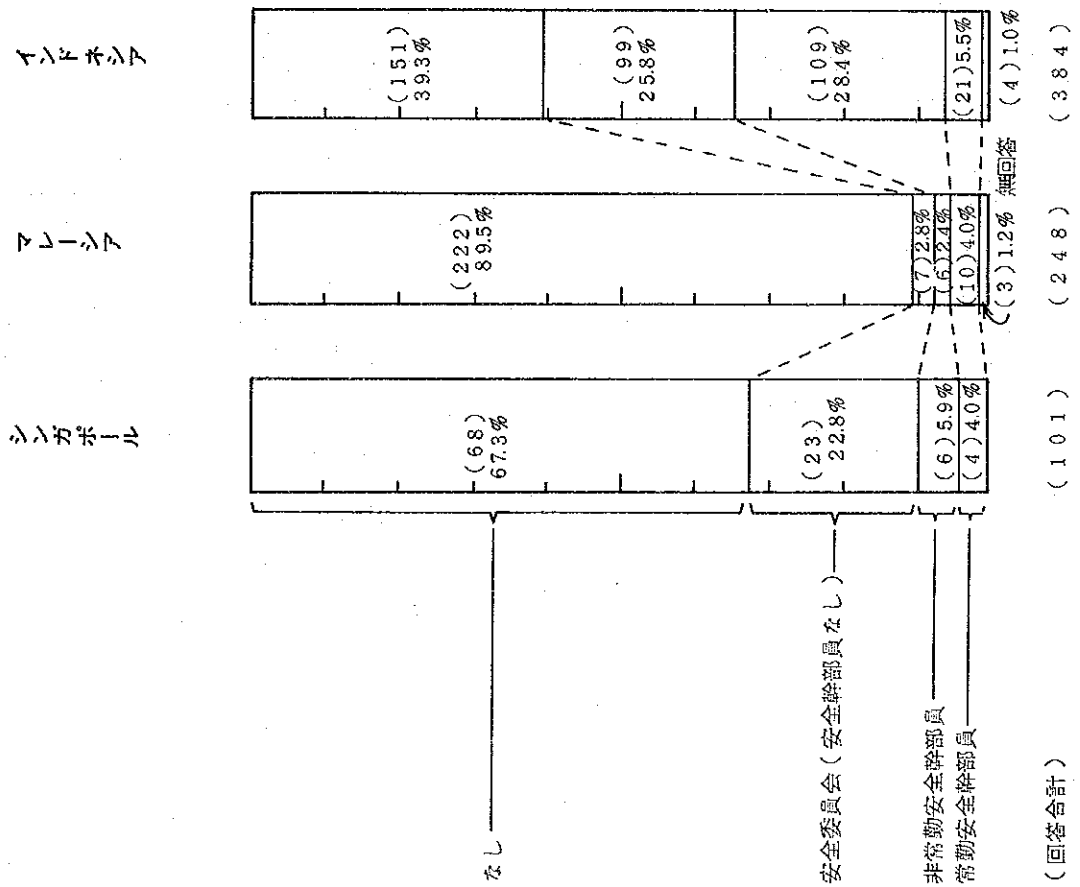 シンガポール
マレーシア
インドネシア
なし
(68)
67.3%
(222)
89.5%
(151)
39.3%
安全委員会(安全幹部員なし)
(23)
22.8%
(7)2.8%
(99)
25.8%
非常勤安全幹部員
(6)5.9%
(6)2.4%
(109)
28.4%
常勤安全幹部員
(4)4.0%
(10)4.0%
(21)5.5%
(3)1.2%
無回答
(4)1.0%
(回答合計)
(101)
(248)
(384)